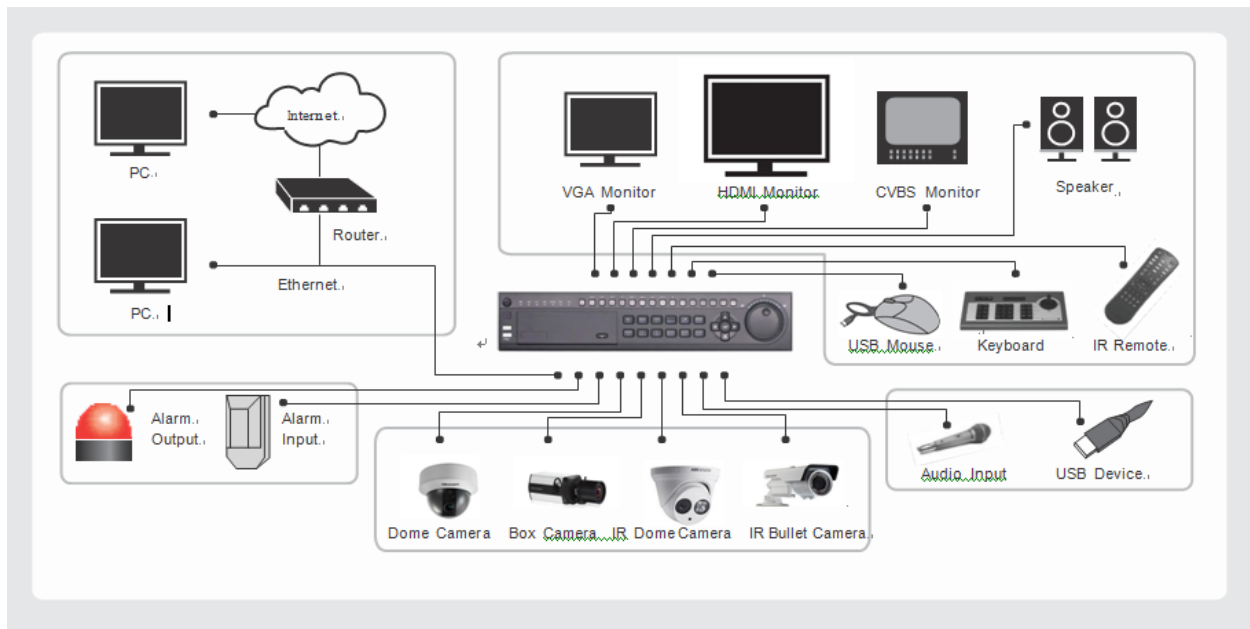 Internet
PC
Router
Ethernet
PC
VGA Monitor
HDMI Monitor
CVBS Monitor
Speaker
USB Mouse
Keyboard
IR Remote
Alarm
Output
Alarm
Input
Dome Camera
Box Camera
IR Dome Camera
IR Bullet Camera
Audio Input
USB Device